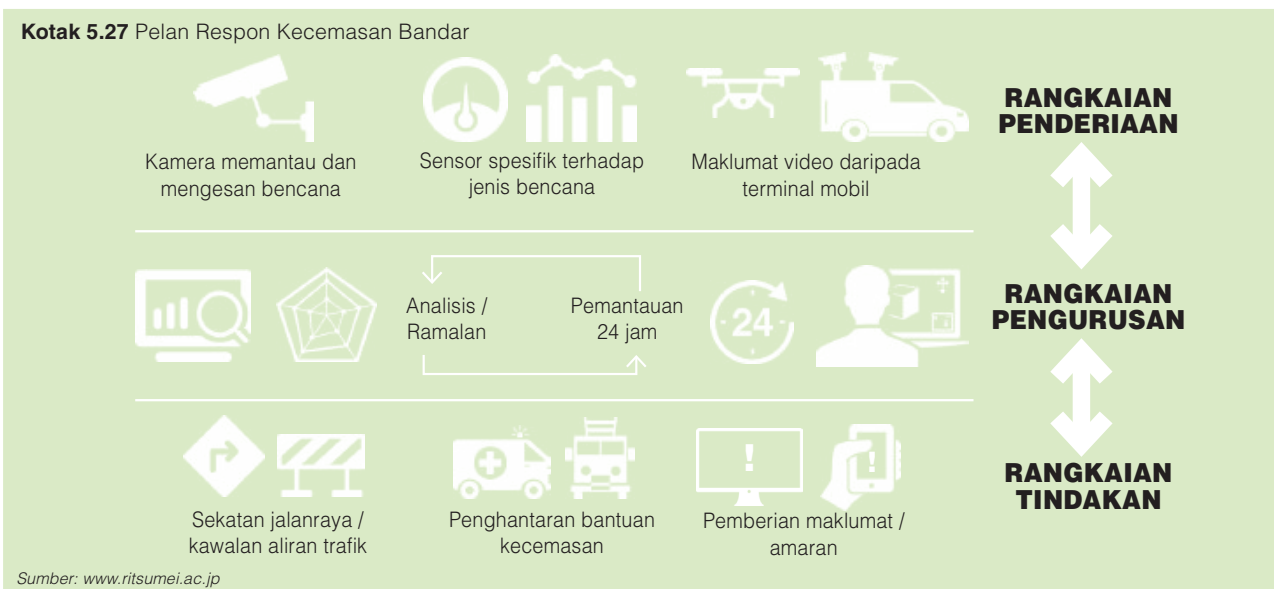 Kotak 5.27 Pelan Respon Kecemasan Bandar
Kamera memantau dan
mengesan bencana
Sensor spesifik terhadap
jenis bencana
Maklumat video daripada
terminal mobil
RANGKAIAN
PENDERIAAN
Analisis /
Ramalan
Pemantauan
24 jam
24
RANGKAIAN
PENGURUSAN
!
!
Sekatan jalanraya /
kawalan aliran trafik
Penghantaran bantuan
kecemasan
Pemberian maklumat /
amaran
RANGKAIAN
TINDAKAN
Sumber: www.ritsumei.ac.jp